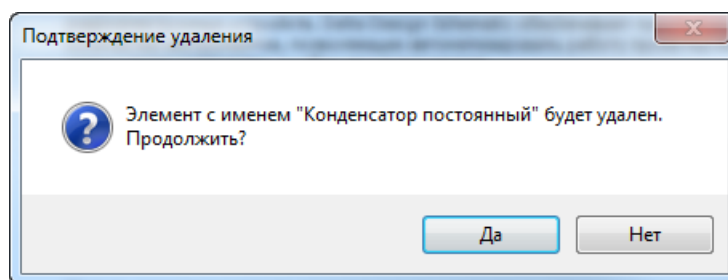 Подтверждение удаления
Элемент с именем "Конденсатор постоянный" будет удален.
Продолжить?
Да
Нет